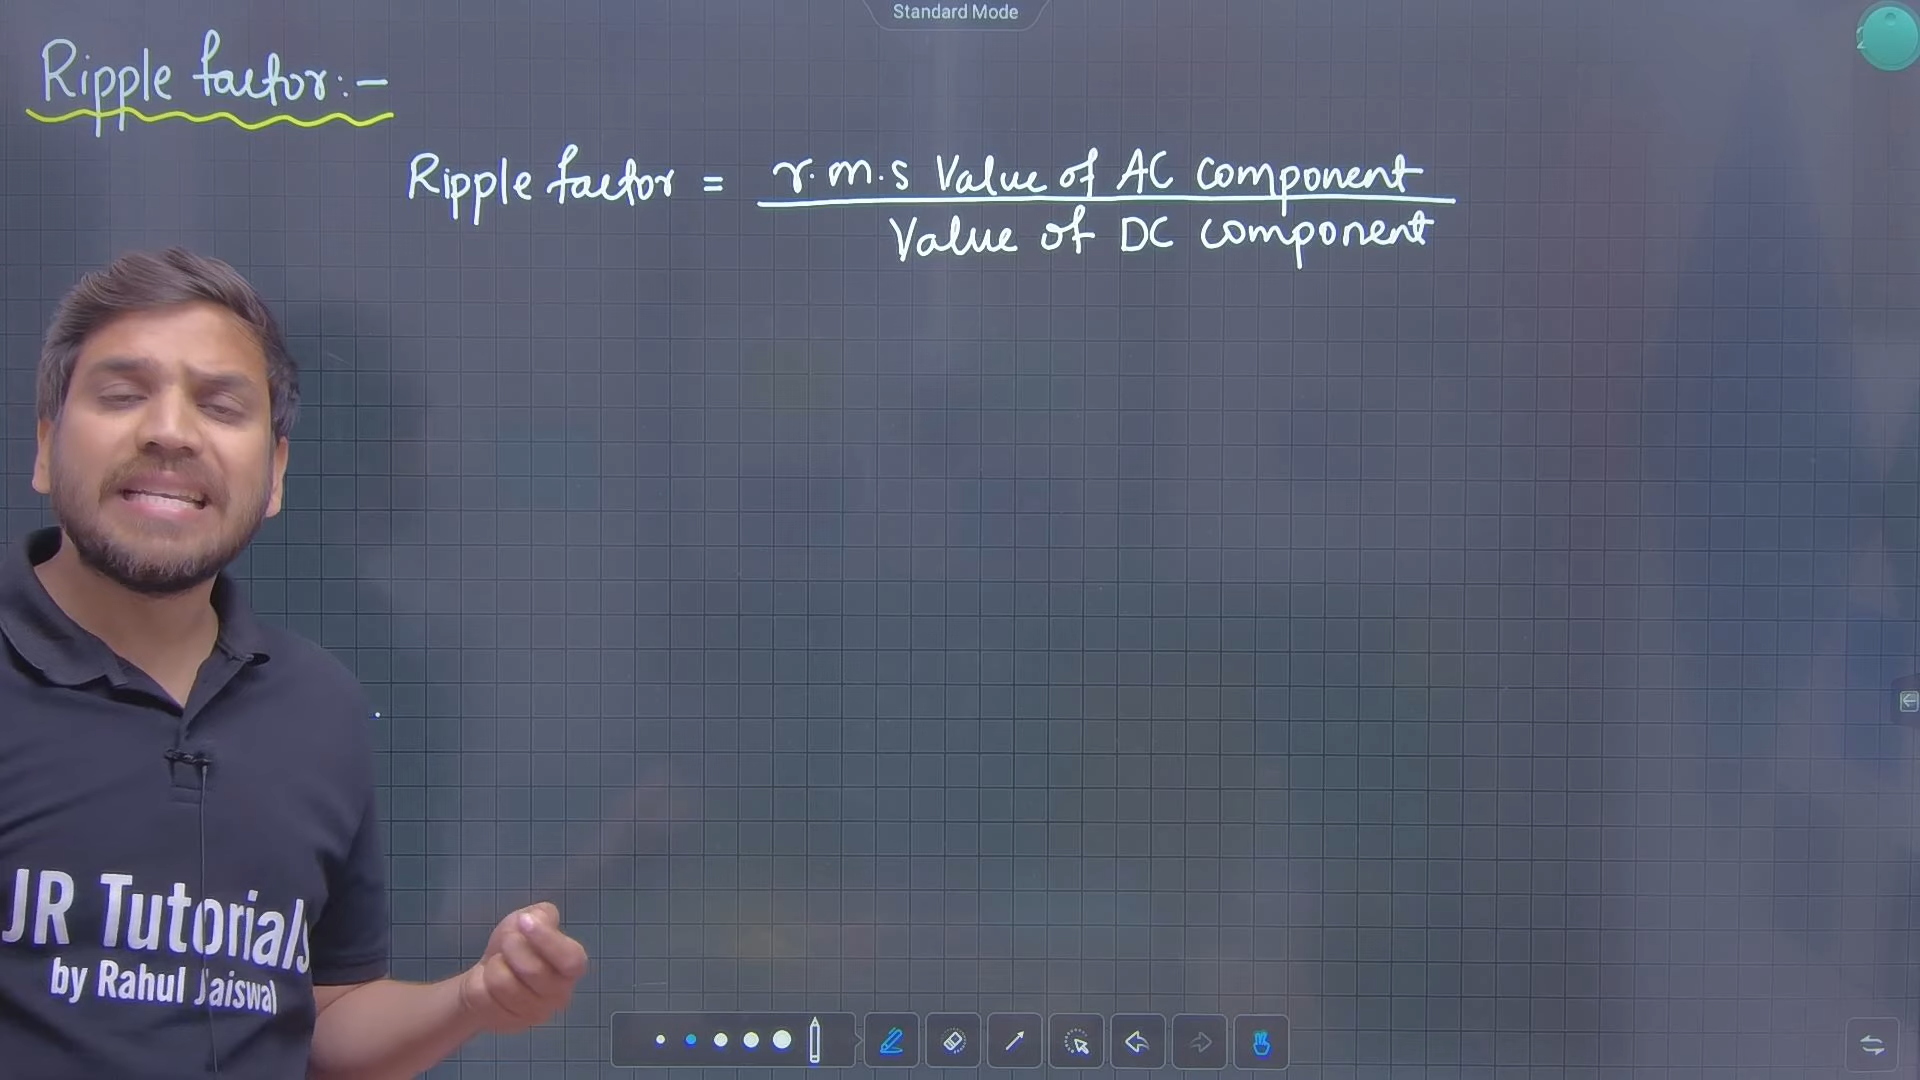 Standard Mode
Ripple factor:-
Ripple factor = r.m.s Value of AC component
Value of DC component
JR Tutorials
by Rahul Jaiswal